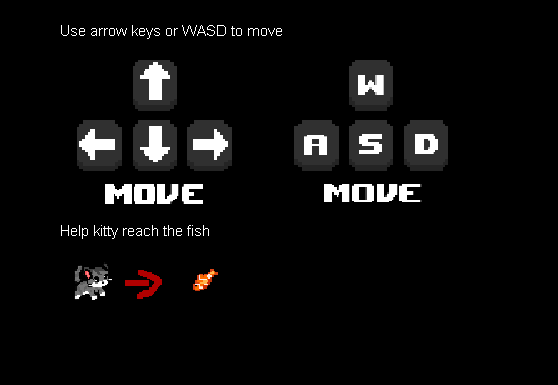 Use arrow keys or WASD to move
W
A S D
MOVE MOVE
Help kitty reach the fish